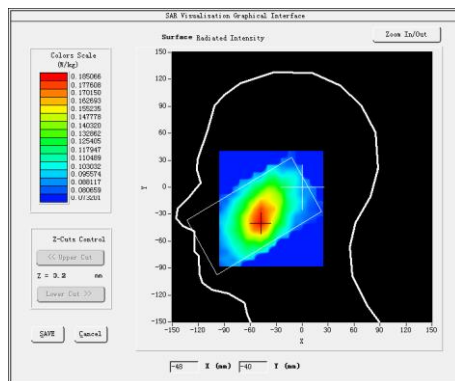 SAR Visualisation Graphical Interface
Surface Radiated Intensity
Zoom In/Out
Colors Scale
(W/kg)
0.185066
0.177608
0.170150
0.162693
0.155235
0.147778
0.140320
0.132862
0.125405
0.117947
0.110489
0.103032
0.095574
0.088117
0.080659
0.073201
150
120
90
60
30
0
-30
-60
-90
-120
-150
Y
-150
-120
-90
-60
-30
0
30
60
90
120
150
X
Z-Cuts Control
<< Upper Cut
Z = 3.2 mm
Lower Cut >>
SAVE
Cancel
-48 X (mm) -40 Y (mm)